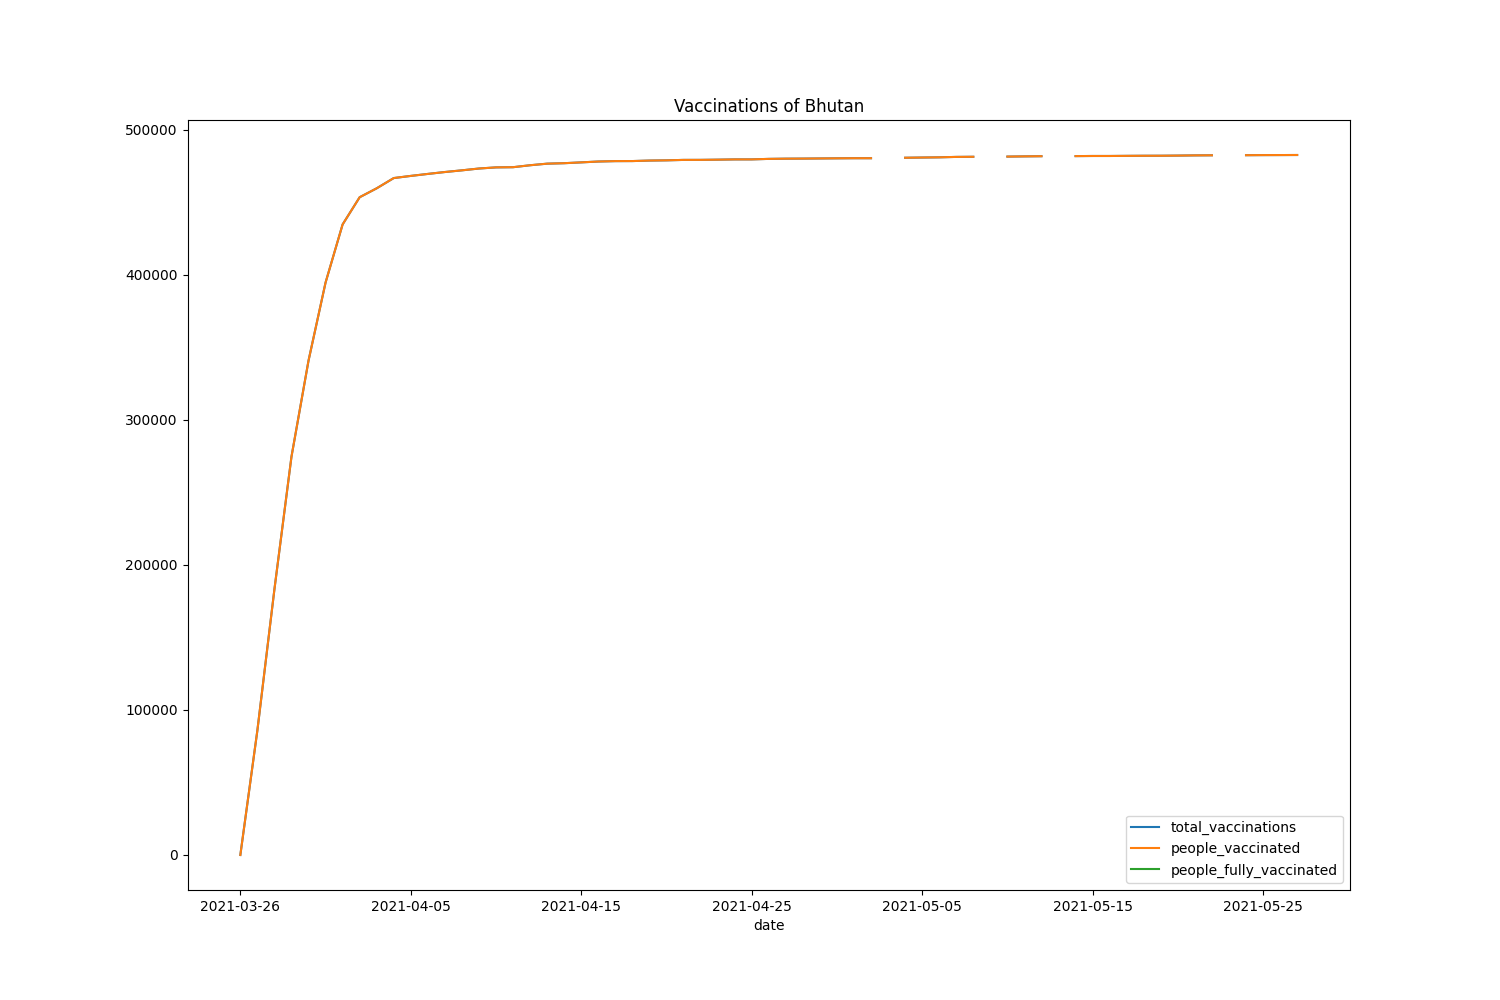 Vaccinations of Bhutan
500000
400000
300000
200000
100000
0
total_vaccinations
people_vaccinated
people_fully_vaccinated
2021-03-26 2021-04-05 2021-04-15 2021-04-25 2021-05-05 2021-05-15 2021-05-25
date